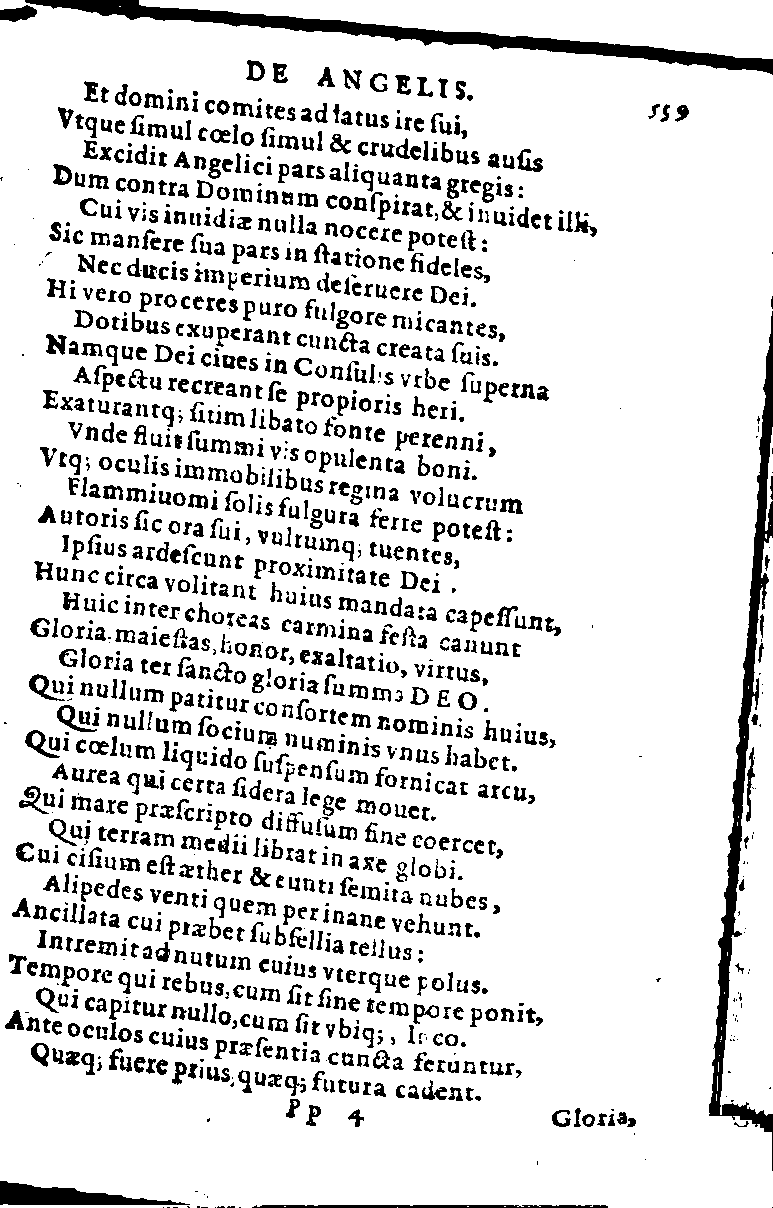 DE ANGELIS. 559
Et domini comites ad latus ire ſui,
Vtque ſimul cœlo ſimul & crudelibus auſis
Excidit Angelici pars aliquanta gregis:
Dum contra Dominum conſpirat, & inuidet illi,
Cui vis inuidiæ nulla nocere poteſt:
Sic manſere ſua pars in ſtatione fideles,
Nec ducis imperium deſeruere Dei.
Hi vero proceres puro fulgore micantes,
Dotibus exuperant cuncta creata ſuis.
Namque Dei ciues in Conſulis vrbe ſuperna
Aſpectu recreant ſe propioris heri.
Exaturantq; ſitim libato fonte perenni,
Vnde fluit ſummi vis opulenta boni.
Vtq; oculis immobilibus regina volucrum
Flammiuomi ſolis fulgura ferre poteſt:
Autoris ſic ora ſui, vultumq; tuentes,
Ipſius ardeſcunt proximitate Dei.
Hunc circa volitant huius mandata capeſſunt,
Huic inter choreas carmina feſta canunt
Gloria, maieſtas, honor, exaltatio, virtus,
Gloria ter ſancto gloria ſummo DEO.
Qui nullum patitur conſortem nominis huius,
Qui nullum ſocium numinis vnus habet.
Qui cœlum liquido ſuſpenſum fornicat arcu,
Aurea qui certa ſidera lege mouet.
Qui mare præſcripto diffuſum fine coercet,
Qui terram medii librat in axe globi.
Cui ciſium eſt æther & eunti ſemita nubes,
Alipedes venti quem per inane vehunt.
Ancillata cui præbet ſubſellia tellus:
Intremit ad nutum cuius vterque polus.
Tempore qui rebus, cum ſit ſine tempore ponit,
Qui capitur nullo, cum ſit vbiq;, loco.
Ante oculos cuius præſentia cuncta feruntur,
Quæq; fuere prius, quæq; futura cadent.
Pp 4 Gloria,